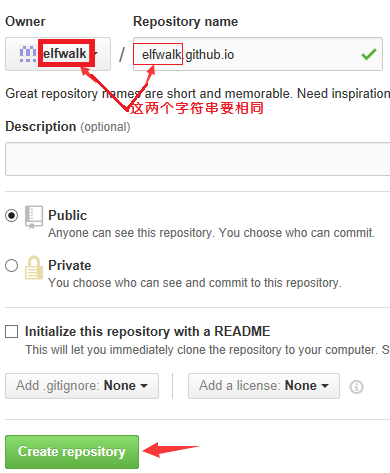 Owner Repository name
elfwalk / elfwalk.github.io
Great repository names are short and memorable. Need inspiration
这两个字符串要相同
Description (optional)
Public
Anyone can see this repository. You choose who can commit.
Private
You choose who can see and commit to this repository.
Initialize this repository with a README
This will let you immediately clone the repository to your computer. S
Add .gitignore: None Add a license: None
Create repository